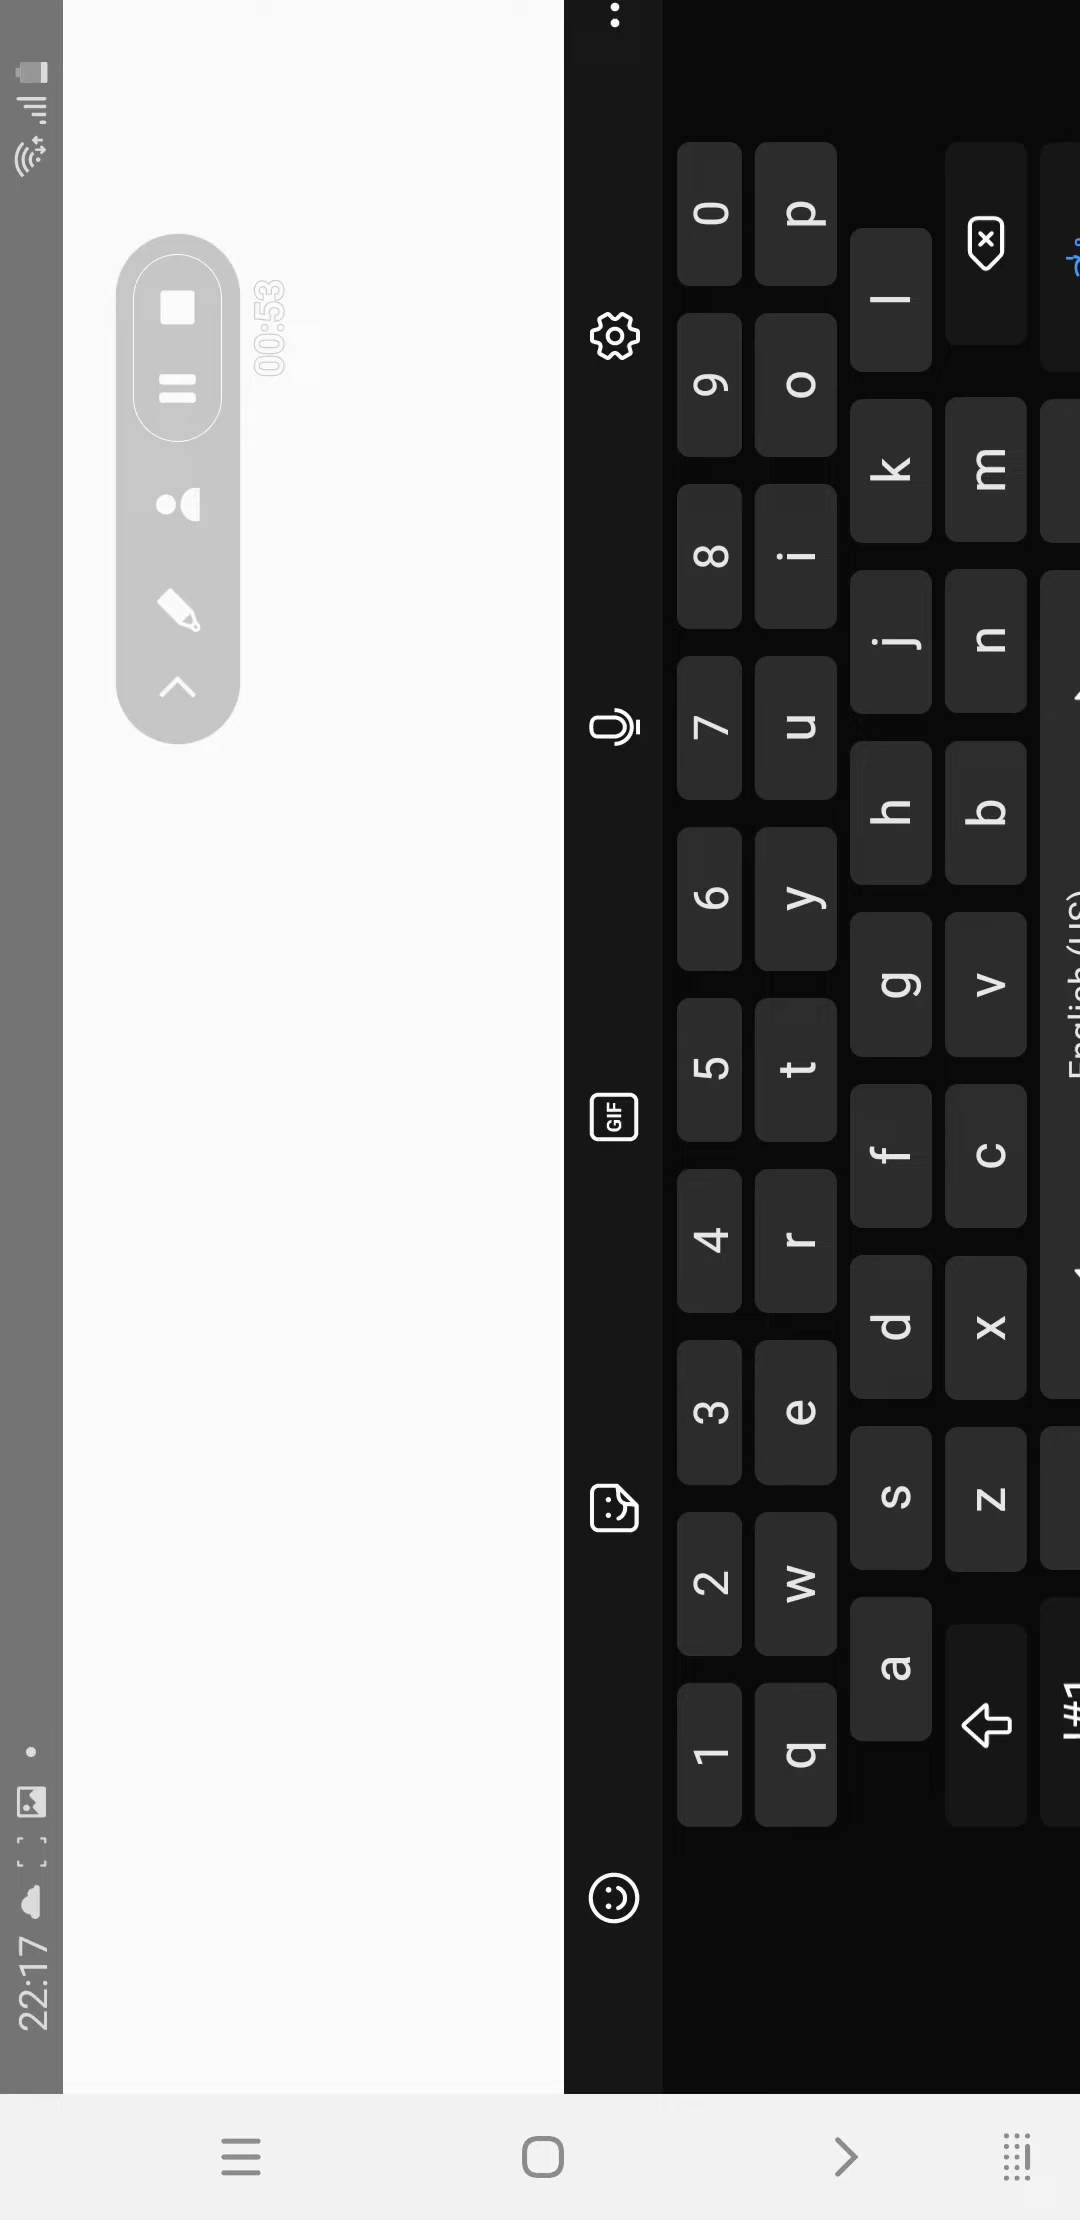 22:17
00:53
GIF
1 2 3 4 5 6 7 8 9 0
q w e r t y u i o p
a s d f g h j k l
z x c v b n m
!#1 English (US)